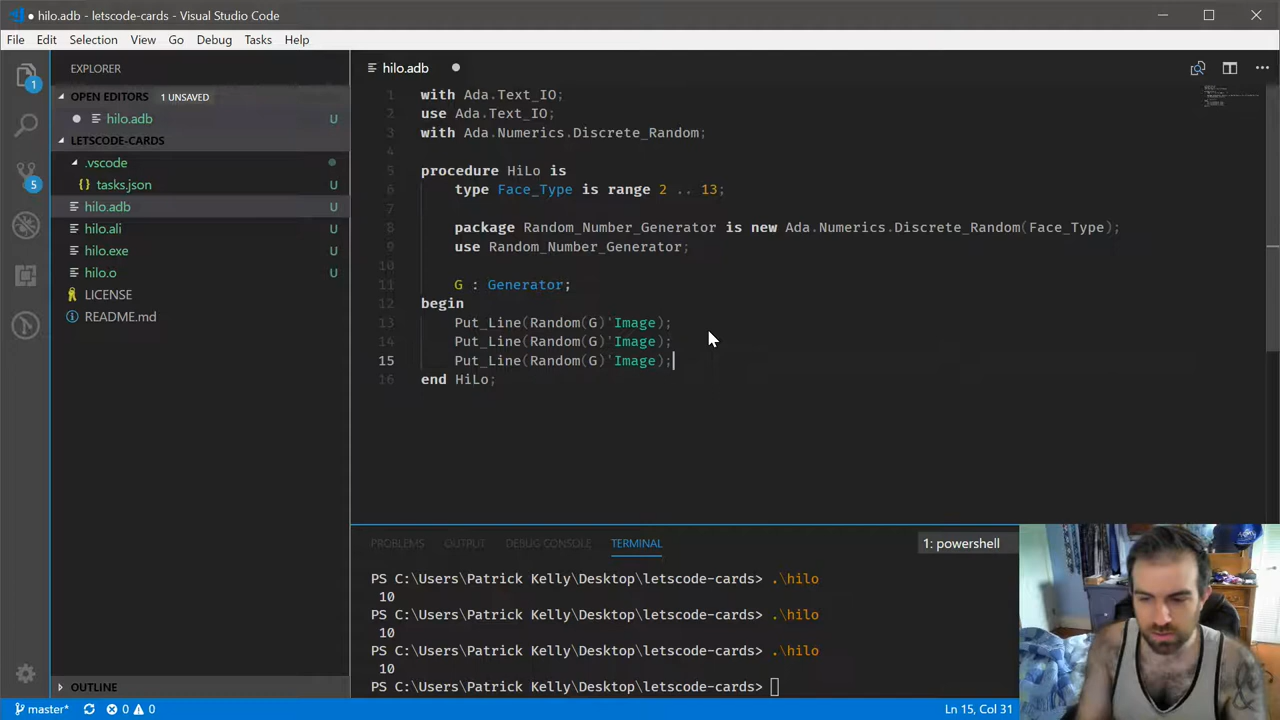 ● hilo.adb - letscode-cards - Visual Studio Code
File Edit Selection View Go Debug Tasks Help
EXPLORER
OPEN EDITORS 1 UNSAVED
hilo.adb U
LETSCODE-CARDS
.vscode
{} tasks.json U
hilo.adb U
hilo.ali U
hilo.exe U
hilo.o U
LICENSE
README.md
OUTLINE
1
5
hilo.adb
1 with Ada.Text_IO;
2 use Ada.Text_IO;
3 with Ada.Numerics.Discrete_Random;
4
5 procedure HiLo is
6 type Face_Type is range 2 .. 13;
7
8 package Random_Number_Generator is new Ada.Numerics.Discrete_Random(Face_Type);
9 use Random_Number_Generator;
10
11 G : Generator;
12 begin
13 Put_Line(Random(G)'Image);
14 Put_Line(Random(G)'Image);
15 Put_Line(Random(G)'Image);
16 end HiLo;
PROBLEMS OUTPUT DEBUG CONSOLE TERMINAL 1: powershell
PS C:\Users\Patrick Kelly\Desktop\letscode-cards> .\hilo
10
PS C:\Users\Patrick Kelly\Desktop\letscode-cards> .\hilo
10
PS C:\Users\Patrick Kelly\Desktop\letscode-cards> .\hilo
10
PS C:\Users\Patrick Kelly\Desktop\letscode-cards>
master* 0 0 Ln 15, Col 31